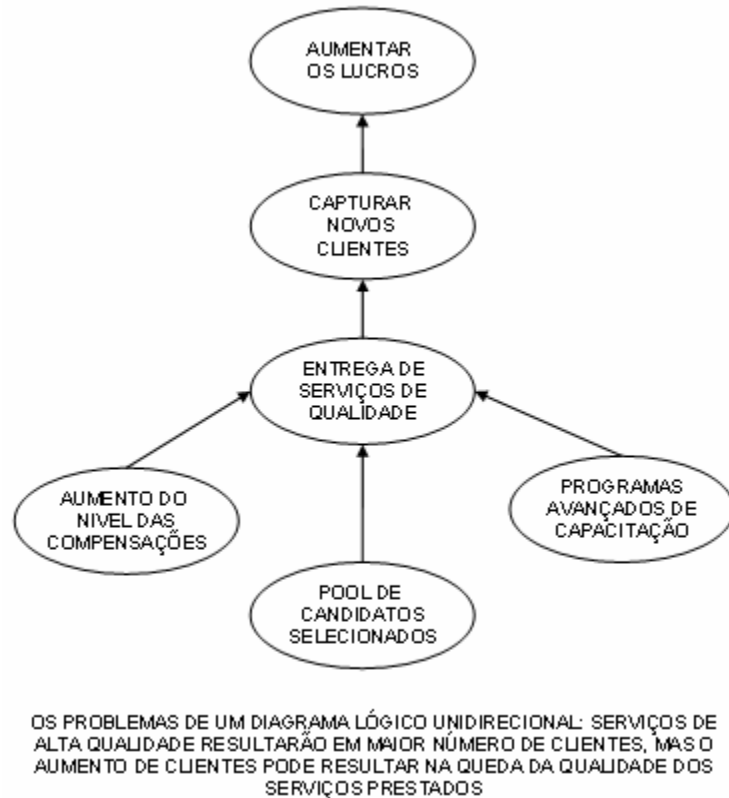 AUMENTAR
OS LUCROS
CAPTURAR
NOVOS
CLIENTES
ENTREGA DE
SERVIÇOS DE
QUALIDADE
AUMENTO DO
NIVEL DAS
COMPENSAÇÕES
PROGRAMAS
AVANÇADOS DE
CAPACITAÇÃO
POOL DE
CANDIDATOS
SELECIONADOS
OS PROBLEMAS DE UM DIAGRAMA LÓGICO UNIDIRECIONAL: SERVIÇOS DE
ALTA QUALIDADE RESULTARÃO EM MAIOR NÚMERO DE CLIENTES, MAS O
AUMENTO DE CLIENTES PODE RESULTAR NA QUEDA DA QUALIDADE DOS
SERVIÇOS PRESTADOS